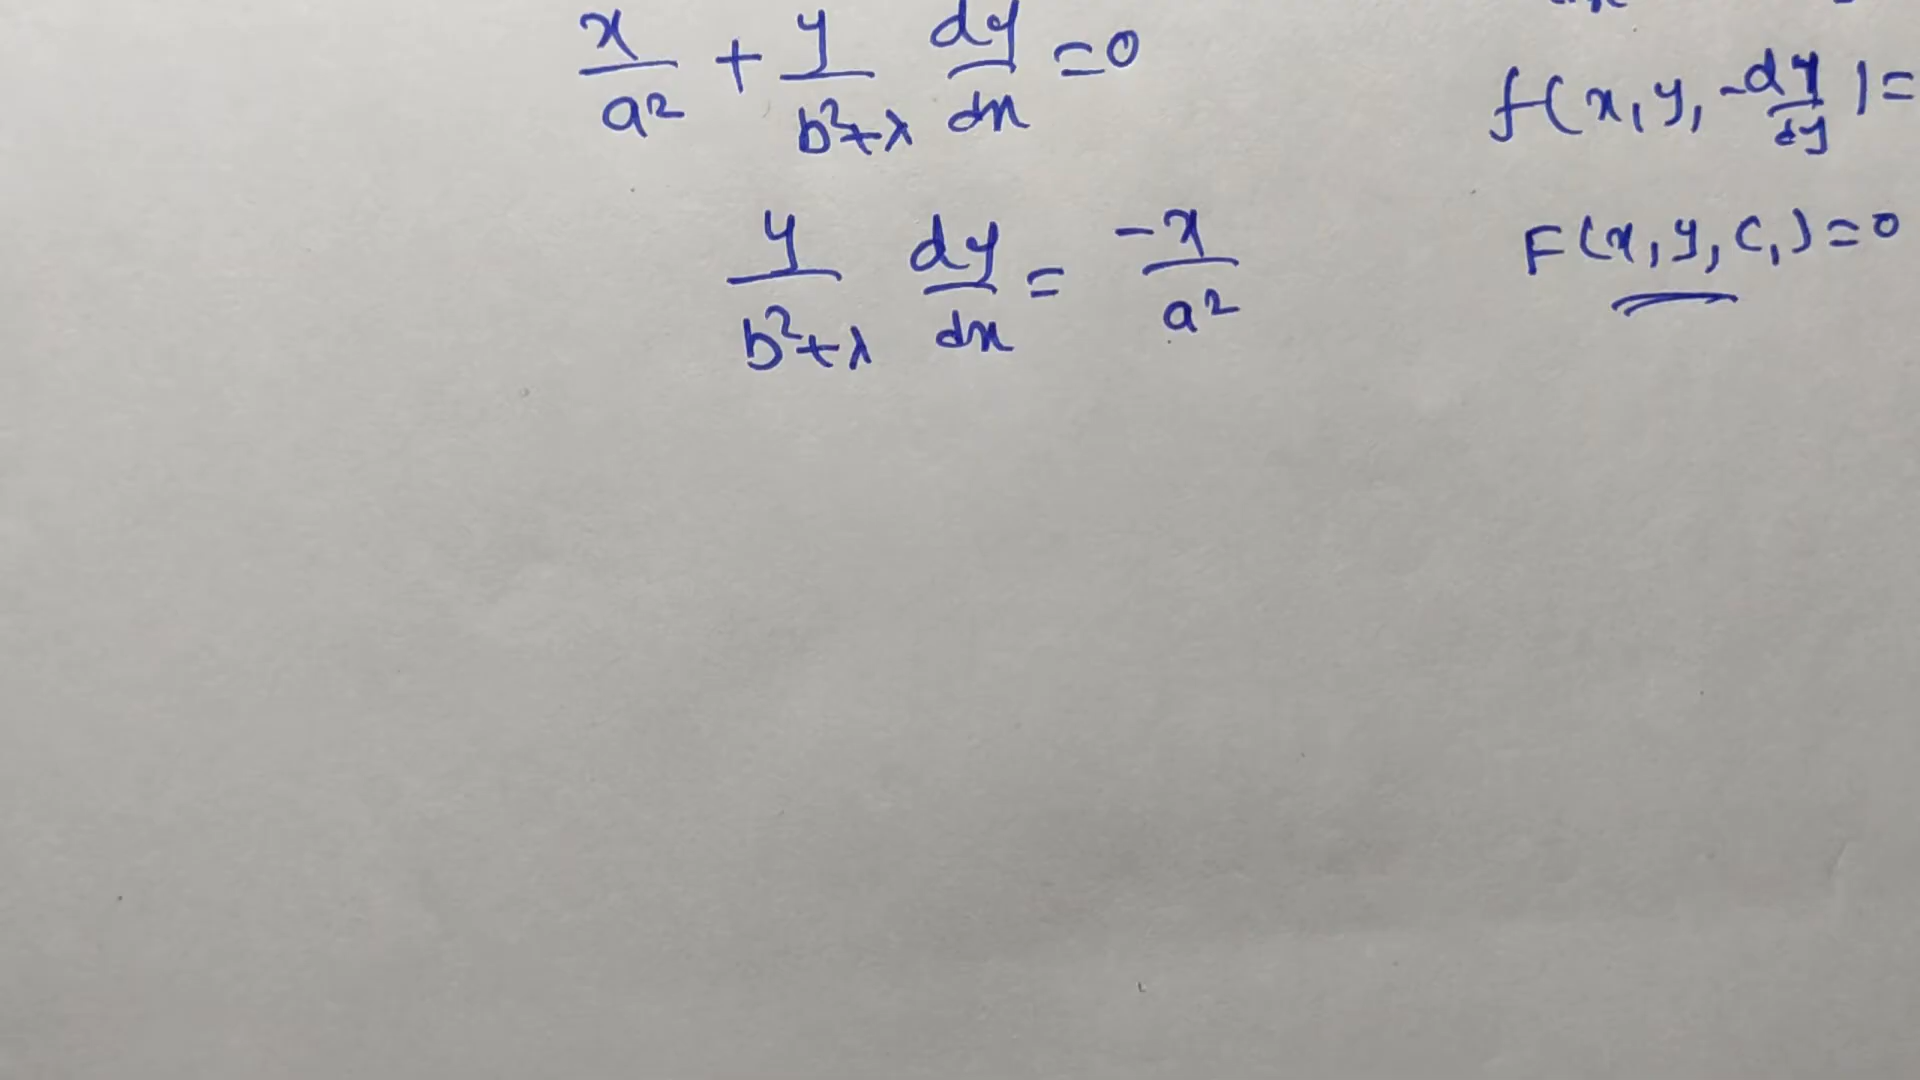 x/a² + y/b²+λ dy/dx = 0
y/b²+λ dy/dx = -x/a²
f(x, y, -dy/dy) =
F(x, y, C₁) = 0